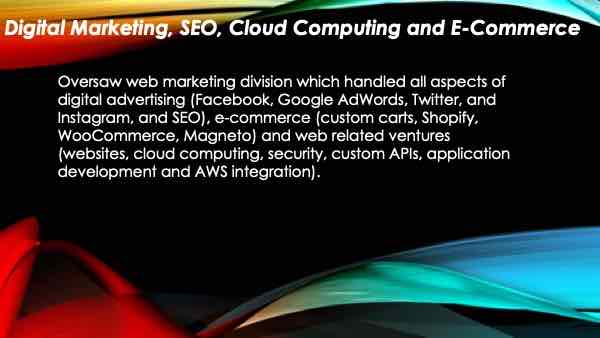 Digital Marketing, SEO, Cloud Computing and E-Commerce
Oversaw web marketing division which handled all aspects of
digital advertising (Facebook, Google AdWords, Twitter, and
Instagram, and SEO), e-commerce (custom carts, Shopify,
WooCommerce, Magneto) and web related ventures
(websites, cloud computing, security, custom APIs, application
development and AWS integration).